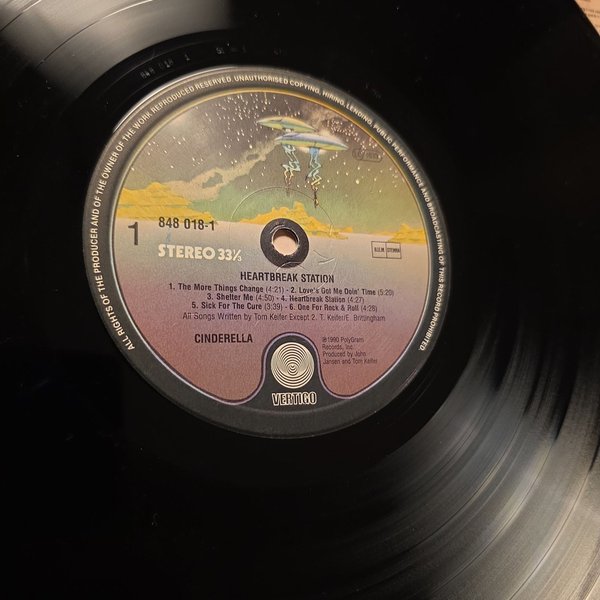 ALL RIGHTS OF THE PRODUCER AND OF THE OWNER OF THE WORK REPRODUCED RESERVED. UNAUTHORISED COPYING, HIRING, LENDING, PUBLIC PERFORMANCE AND BROADCASTING OF THIS RECORD PROHIBITED
1
848 018-1
STEREO 33⅓
B.I.E.M. STEMRA
HEARTBREAK STATION
1. The More Things Change (4:21) - 2. Love's Got Me Doin' Time (5:20)
3. Shelter Me (4:50) - 4. Heartbreak Station (4:27)
5. Sick For The Cure (3:39) - 6. One For Rock & Roll (4:28)
All Songs Written by Tom Keifer Except 2: T. Keifer/E. Brittingham
CINDERELLA
℗1990 PolyGram
Records, Inc.
Produced by John
Jansen and Tom Keifer
VERTIGO